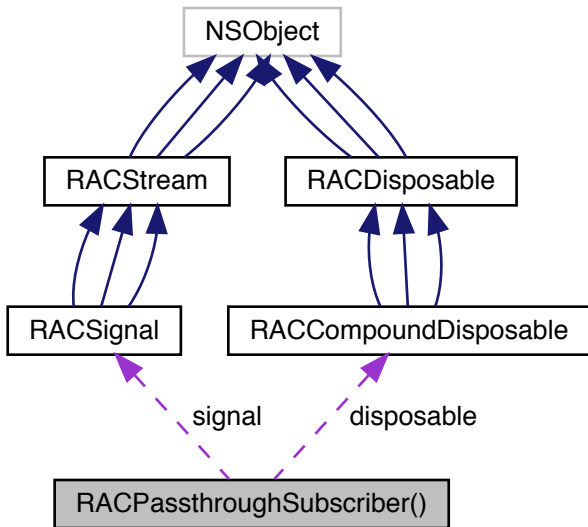 NSObject
RACStream
RACDisposable
RACSignal
RACCompoundDisposable
signal
disposable
RACPassthroughSubscriber()